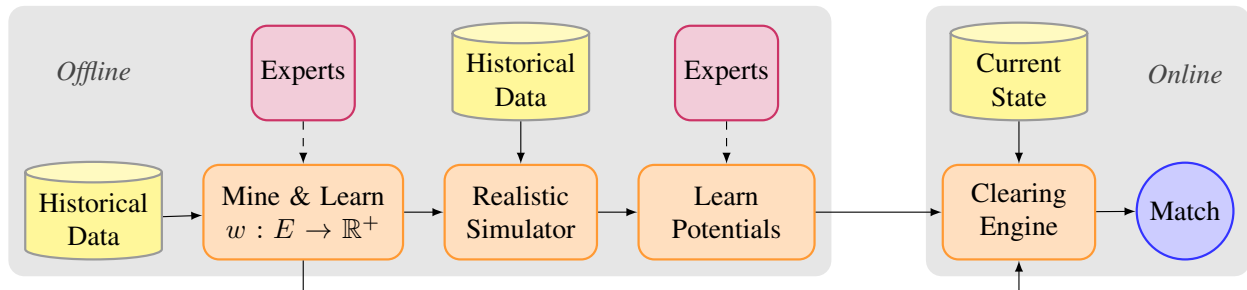 Offline
Experts
Historical
Data
Experts
Current
State
Online
Historical
Data
Mine & Learn
w : E → ℝ⁺
Realistic
Simulator
Learn
Potentials
Clearing
Engine
Match